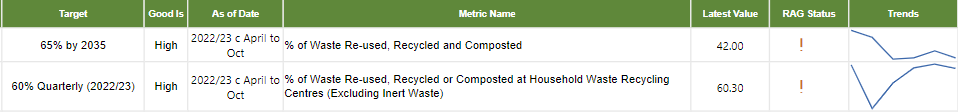 Target Good Is As of Date Metric Name Latest Value RAG Status Trends
65% by 2035 High 2022/23 c April to Oct % of Waste Re-used, Recycled and Composted 42.00 !
60% Quarterly (2022/23) High 2022/23 c April to Oct % of Waste Re-used, Recycled or Composted at Household Waste Recycling Centres (Excluding Inert Waste) 60.30 !